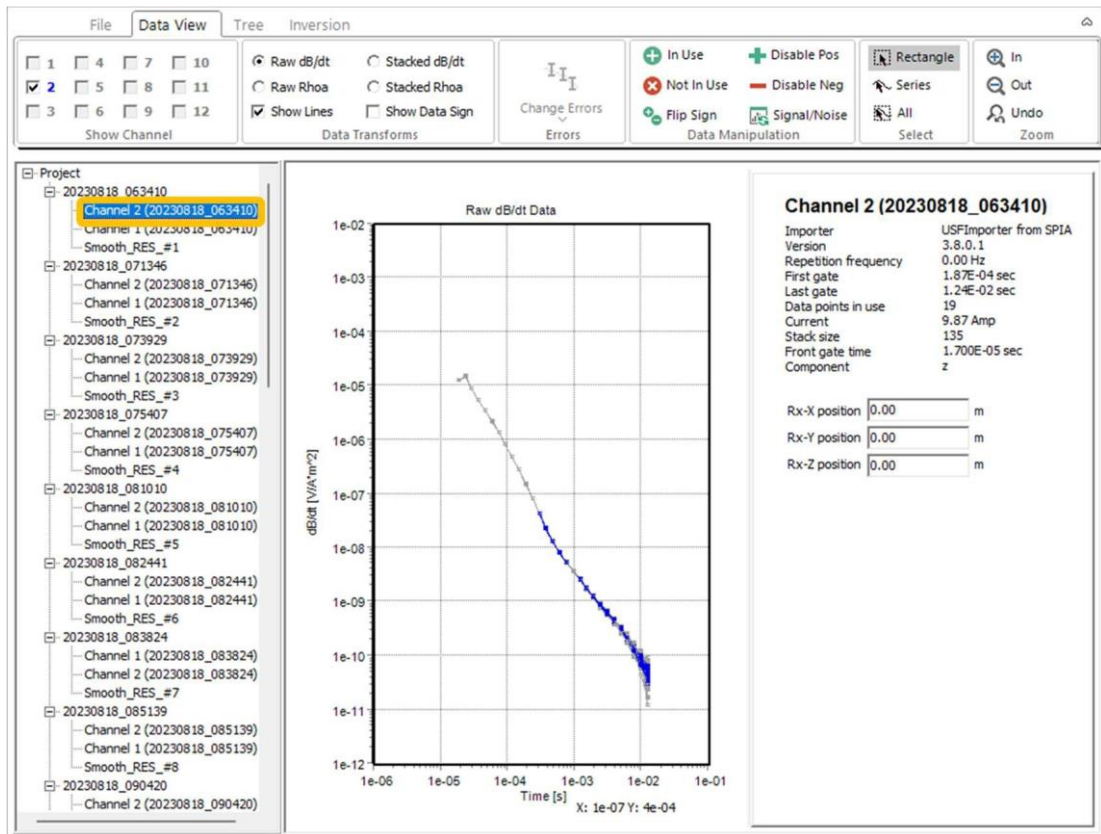 File Data View Tree Inversion
1 4 7 10
2 5 8 11
3 6 9 12
Show Channel
Raw dB/dt Stacked dB/dt
Raw Rhoa Stacked Rhoa
Show Lines Show Data Sign
Data Transforms
Change Errors
Errors
In Use Disable Pos
Not In Use Disable Neg
Flip Sign Signal/Noise
Data Manipulation
Rectangle
Series
All
Select
In
Out
Undo
Zoom
Project
20230818_063410
Channel 2 (20230818_063410)
Channel 1 (20230818_063410)
Smooth_RES_#1
20230818_071346
Channel 2 (20230818_071346)
Channel 1 (20230818_071346)
Smooth_RES_#2
20230818_073929
Channel 2 (20230818_073929)
Channel 1 (20230818_073929)
Smooth_RES_#3
20230818_075407
Channel 2 (20230818_075407)
Channel 1 (20230818_075407)
Smooth_RES_#4
20230818_081010
Channel 2 (20230818_081010)
Channel 1 (20230818_081010)
Smooth_RES_#5
20230818_082441
Channel 2 (20230818_082441)
Channel 1 (20230818_082441)
Smooth_RES_#6
20230818_083824
Channel 1 (20230818_083824)
Channel 2 (20230818_083824)
Smooth_RES_#7
20230818_085139
Channel 2 (20230818_085139)
Channel 1 (20230818_085139)
Smooth_RES_#8
20230818_090420
Channel 2 (20230818_090420)
Raw dB/dt Data
dB/dt [V/A*m^2]
1e-02
1e-03
1e-04
1e-05
1e-06
1e-07
1e-08
1e-09
1e-10
1e-11
1e-12
1e-06 1e-05 1e-04 1e-03 1e-02 1e-01
Time [s]
X: 1e-07 Y: 4e-04
Channel 2 (20230818_063410)
Importer USFImporter from SPIA
Version 3.8.0.1
Repetition frequency 0.00 Hz
First gate 1.87E-04 sec
Last gate 1.24E-02 sec
Data points in use 19
Current 9.87 Amp
Stack size 135
Front gate time 1.700E-05 sec
Component z
Rx-X position 0.00 m
Rx-Y position 0.00 m
Rx-Z position 0.00 m